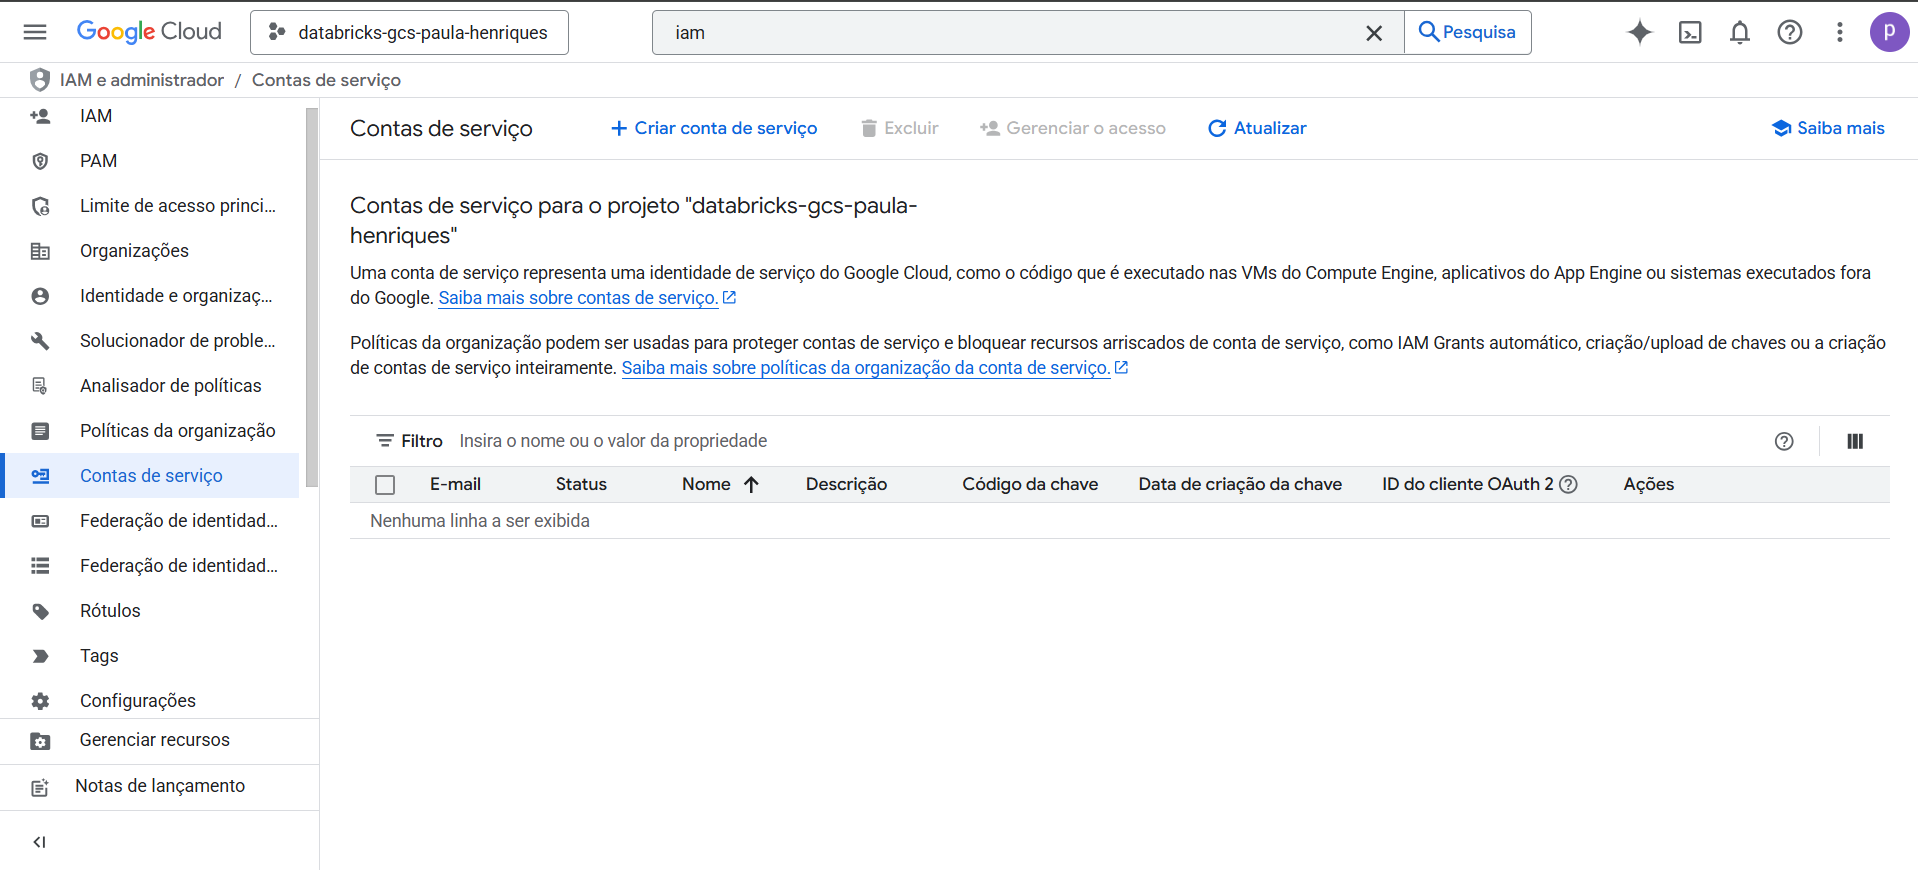 Google Cloud
databricks-gcs-paula-henriques
iam
Pesquisa
p
IAM e administrador / Contas de serviço
IAM
PAM
Limite de acesso princi...
Organizações
Identidade e organizaç...
Solucionador de proble...
Analisador de políticas
Políticas da organização
Contas de serviço
Federação de identidad...
Federação de identidad...
Rótulos
Tags
Configurações
Gerenciar recursos
Notas de lançamento
Contas de serviço
Criar conta de serviço
Excluir
Gerenciar o acesso
Atualizar
Saiba mais
Contas de serviço para o projeto "databricks-gcs-paula-
henriques"
Uma conta de serviço representa uma identidade de serviço do Google Cloud, como o código que é executado nas VMs do Compute Engine, aplicativos do App Engine ou sistemas executados fora
do Google. Saiba mais sobre contas de serviço.
Políticas da organização podem ser usadas para proteger contas de serviço e bloquear recursos arriscados de conta de serviço, como IAM Grants automático, criação/upload de chaves ou a criação
de contas de serviço inteiramente. Saiba mais sobre políticas da organização da conta de serviço.
Filtro Insira o nome ou o valor da propriedade
E-mail Status Nome Descrição Código da chave Data de criação da chave ID do cliente OAuth 2 Ações
Nenhuma linha a ser exibida